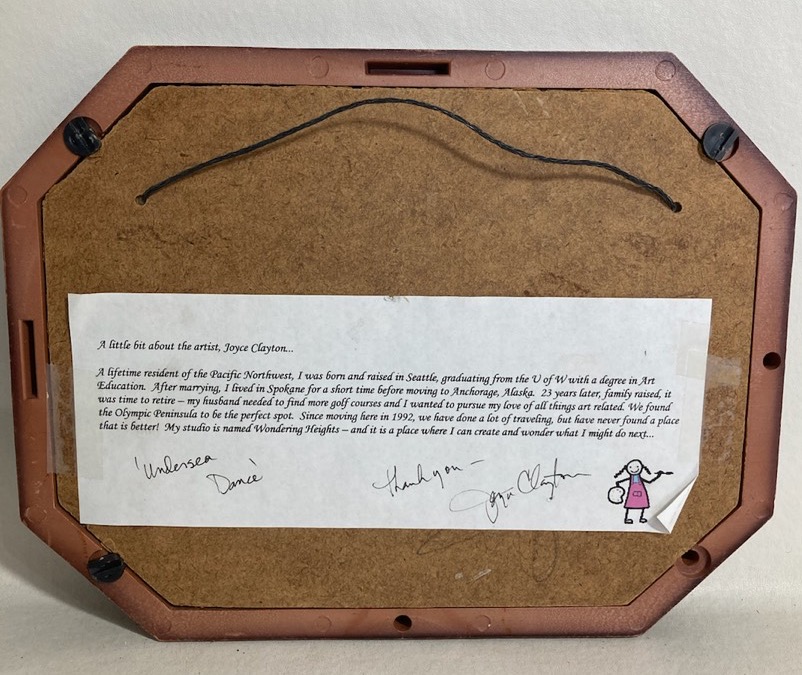 A little bit about the artist, Joyce Clayton...
A lifetime resident of the Pacific Northwest, I was born and raised in Seattle, graduating from the U of W with a degree in Art
Education. After marrying, I lived in Spokane for a short time before moving to Anchorage, Alaska. 23 years later, family raised, it
was time to retire – my husband needed to find more golf courses and I wanted to pursue my love of all things art related. We found
the Olympic Peninsula to be the perfect spot. Since moving here in 1992, we have done a lot of traveling, but have never found a place
that is better! My studio is named Wondering Heights – and it is a place where I can create and wonder what I might do next...
'Undersea
Dance'
Thank you –
Joyce Clayton